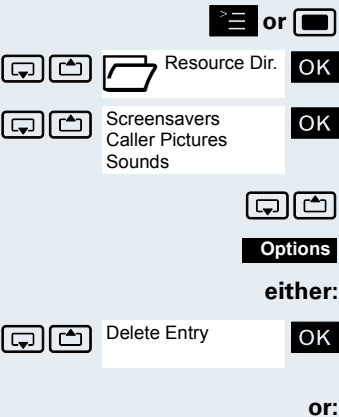 or
Resource Dir. OK
Screensavers OK
Caller Pictures
Sounds
Options
either:
Delete Entry OK
or: